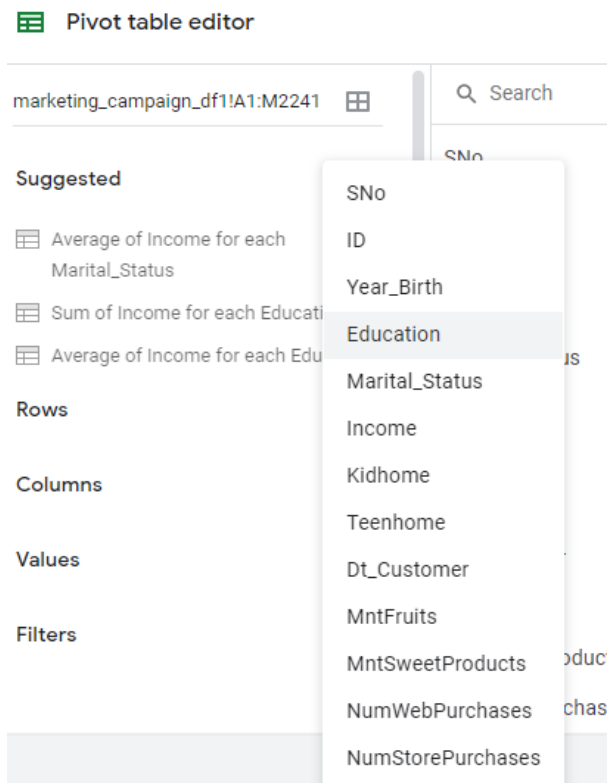 Pivot table editor
marketing_campaign_df1!A1:M2241
Search
SNo
Suggested
Average of Income for each
Marital_Status
Sum of Income for each Educati
Average of Income for each Edu
Rows
Columns
Values
Filters
SNo
ID
Year_Birth
Education
Marital_Status
Income
Kidhome
Teenhome
Dt_Customer
MntFruits
MntSweetProducts
NumWebPurchases
NumStorePurchases